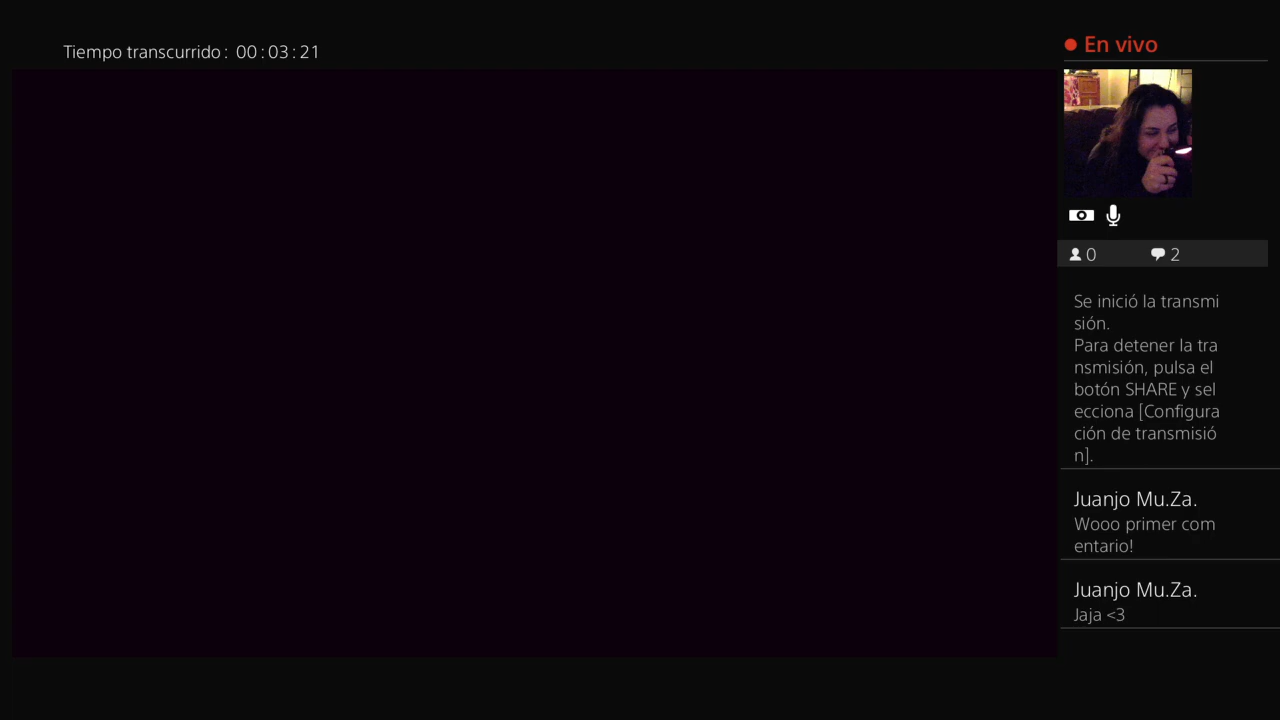 Tiempo transcurrido: 00:03:21
En vivo
0 2
Se inició la transmi
sión.
Para detener la tra
nsmisión, pulsa el
botón SHARE y sel
ecciona [Configura
ción de transmisió
n].
Juanjo Mu.Za.
Wooo primer com
entario!
Juanjo Mu.Za.
Jaja <3